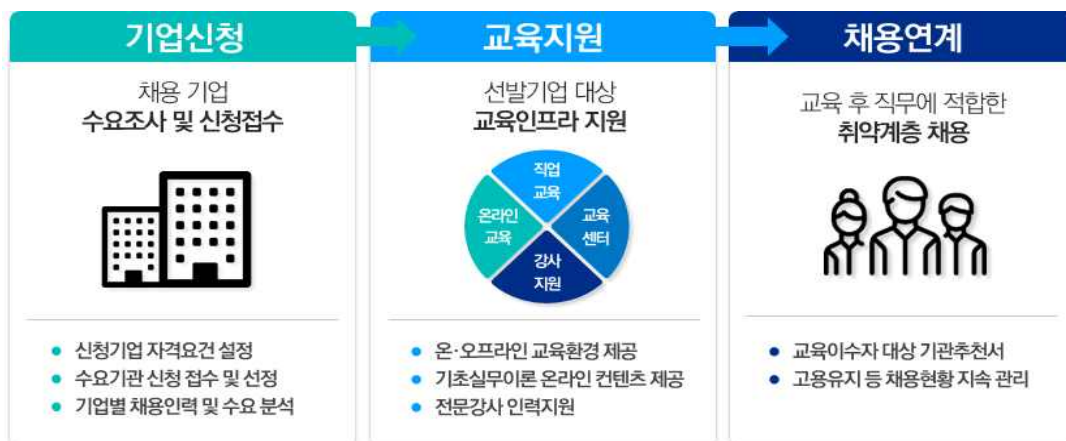 기업신청
채용 기업
수요조사 및 신청접수
신청기업 자격요건 설정
수요기관 신청 접수 및 선정
기업별 채용인력 및 수요 분석
교육지원
선발기업 대상
교육인프라 지원
직업
교육
온라인
교육
교육
센터
강사
지원
온·오프라인 교육환경 제공
기초실무이론 온라인 컨텐츠 제공
전문강사 인력지원
채용연계
교육 후 직무에 적합한
취약계층 채용
교육이수자 대상 기관추천서
고용유지 등 채용현황 지속 관리